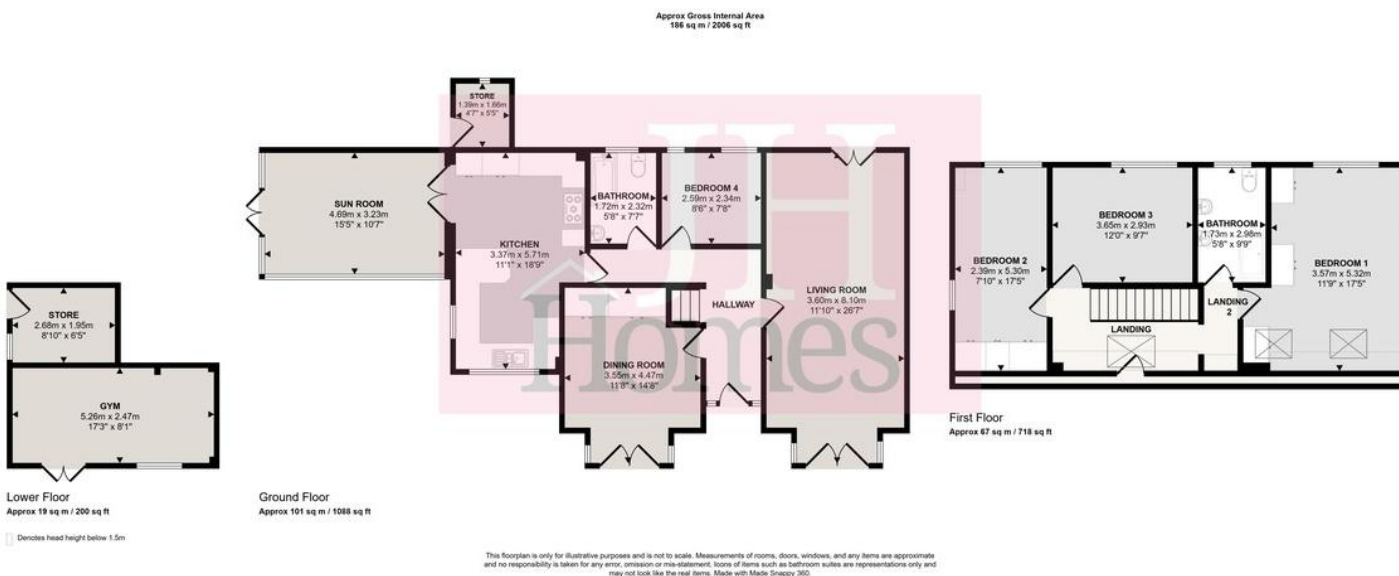 Approx Gross Internal Area
186 sq m / 2006 sq ft
STORE
1.39m x 1.66m
4'7" x 5'5"
SUN ROOM
4.69m x 3.23m
15'5" x 10'7"
KITCHEN
3.37m x 5.71m
11'1" x 18'9"
BATHROOM
1.72m x 2.32m
5'8" x 7'7"
BEDROOM 4
2.59m x 2.34m
8'6" x 7'8"
HALLWAY
LIVING ROOM
3.60m x 8.10m
11'10" x 26'7"
DINING ROOM
3.55m x 4.47m
11'8" x 14'8"
JH
Homes
STORE
2.68m x 1.95m
8'10" x 6'5"
GYM
5.26m x 2.47m
17'3" x 8'1"
BEDROOM 2
2.39m x 5.30m
7'10" x 17'5"
BEDROOM 3
3.65m x 2.93m
12'0" x 9'7"
BATHROOM
1.73m x 2.98m
5'8" x 9'9"
BEDROOM 1
3.57m x 5.32m
11'9" x 17'5"
LANDING
LANDING
2
First Floor
Approx 67 sq m / 718 sq ft
Lower Floor
Approx 19 sq m / 200 sq ft
Ground Floor
Approx 101 sq m / 1088 sq ft
Denotes head height below 1.5m
This floorplan is only for illustrative purposes and is not to scale. Measurements of rooms, doors, windows, and any items are approximate
and no responsibility is taken for any error, omission or mis-statement. Icons of items such as bathroom suites are representations only and
may not look like the real items. Made with Made Snappy 360.